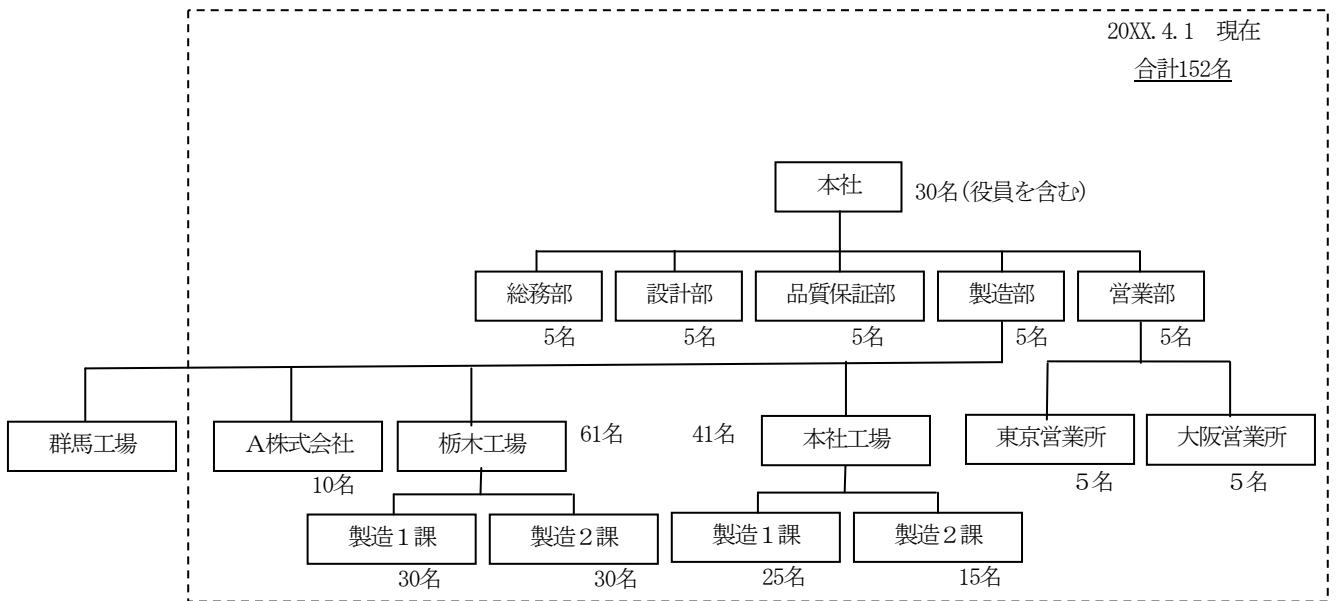 20XX.4.1　現在
合計152名
本社
30名(役員を含む)
総務部
設計部
品質保証部
製造部
営業部
5名
5名
5名
5名
5名
群馬工場
A株式会社
栃木工場
61名
41名
本社工場
東京営業所
大阪営業所
10名
５名
５名
製造１課
製造２課
製造１課
製造２課
30名
30名
25名
15名